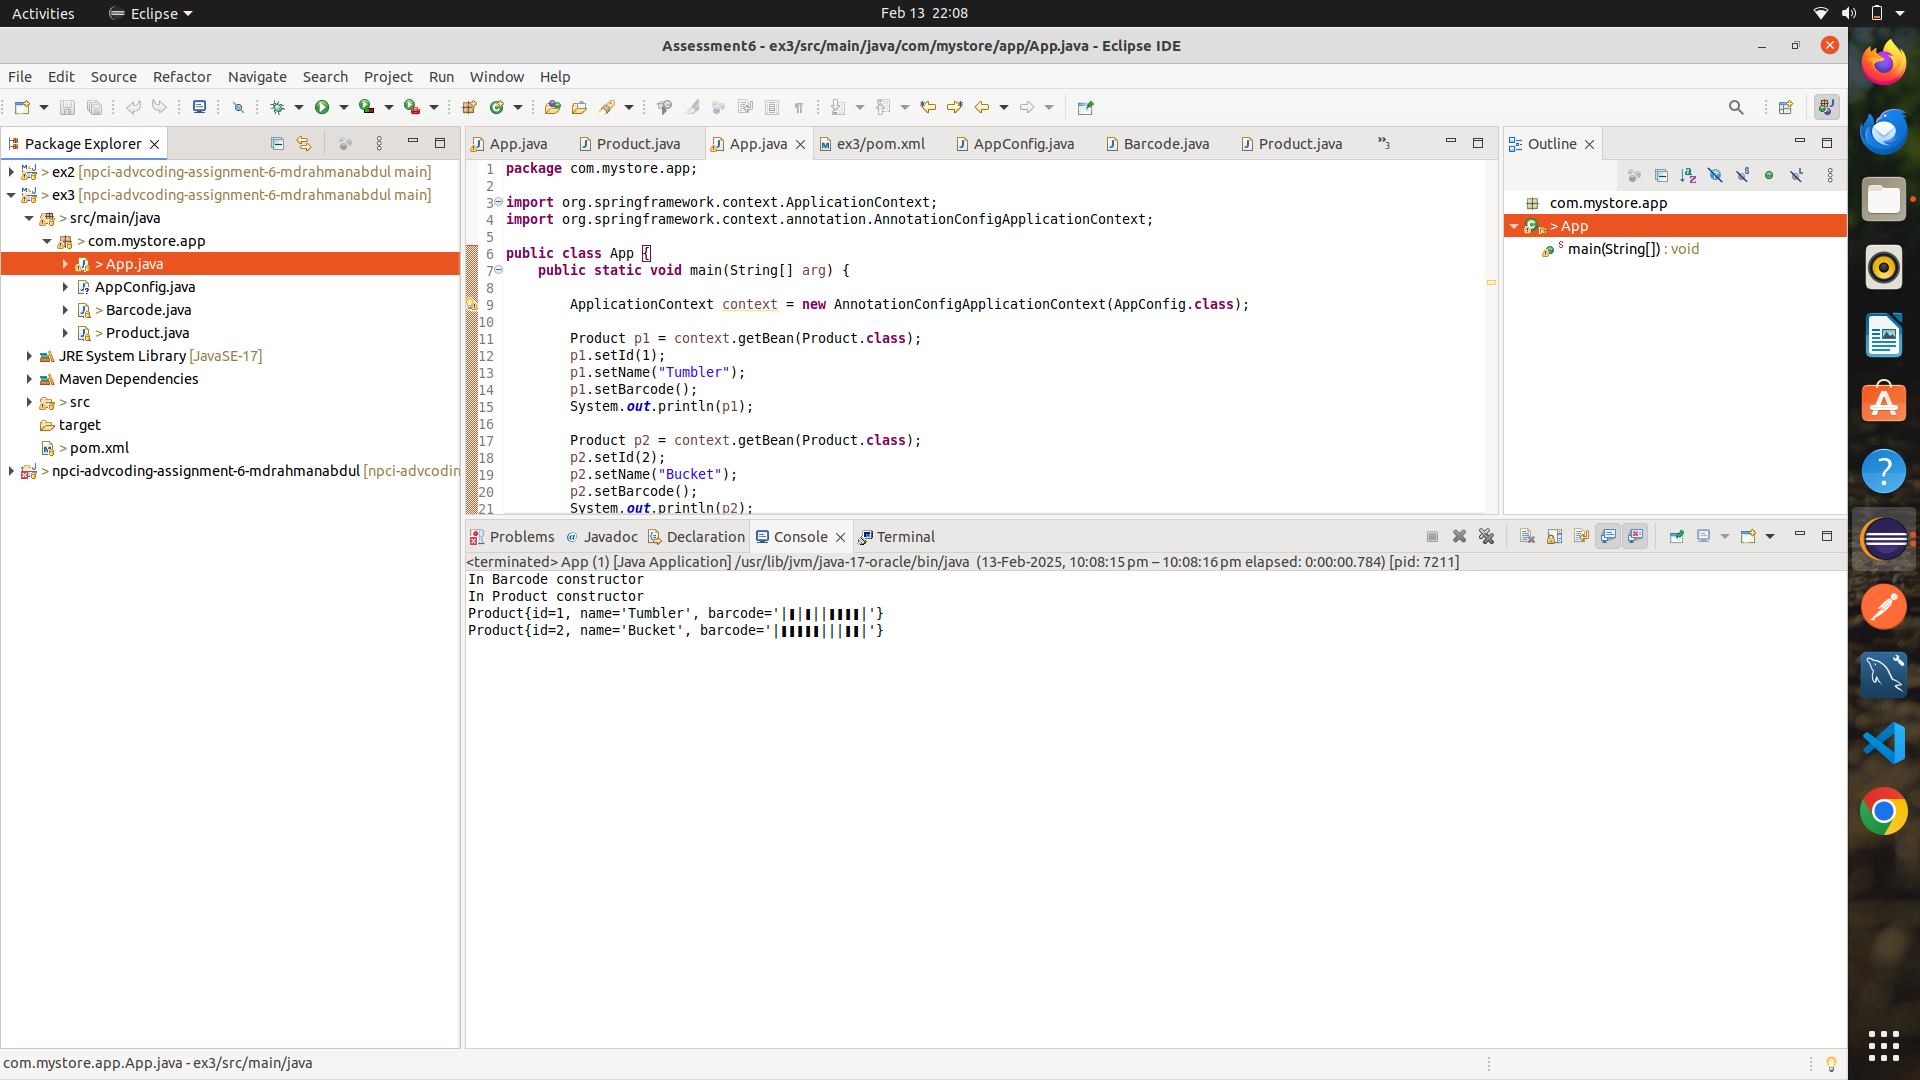 Activities
Eclipse
Feb 13 22:08
Assessment6 - ex3/src/main/java/com/mystore/app/App.java - Eclipse IDE
File Edit Source Refactor Navigate Search Project Run Window Help
Package Explorer
> ex2 [npci-advcoding-assignment-6-mdrahmanabdul main]
> ex3 [npci-advcoding-assignment-6-mdrahmanabdul main]
> src/main/java
> com.mystore.app
> App.java
AppConfig.java
> Barcode.java
> Product.java
JRE System Library [JavaSE-17]
Maven Dependencies
> src
target
> pom.xml
> npci-advcoding-assignment-6-mdrahmanabdul [npci-advcodin
App.java Product.java App.java ex3/pom.xml AppConfig.java Barcode.java Product.java »3
1 package com.mystore.app;
2
3 import org.springframework.context.ApplicationContext;
4 import org.springframework.context.annotation.AnnotationConfigApplicationContext;
5
6 public class App {
7 public static void main(String[] arg) {
8
9 ApplicationContext context = new AnnotationConfigApplicationContext(AppConfig.class);
10
11 Product p1 = context.getBean(Product.class);
12 p1.setId(1);
13 p1.setName("Tumbler");
14 p1.setBarcode();
15 System.out.println(p1);
16
17 Product p2 = context.getBean(Product.class);
18 p2.setId(2);
19 p2.setName("Bucket");
20 p2.setBarcode();
21 System.out.println(p2);
Outline
com.mystore.app
> App
main(String[]) : void
Problems Javadoc Declaration Console Terminal
<terminated> App (1) [Java Application] /usr/lib/jvm/java-17-oracle/bin/java (13-Feb-2025, 10:08:15 pm – 10:08:16 pm elapsed: 0:00:00.784) [pid: 7211]
In Barcode constructor
In Product constructor
Product{id=1, name='Tumbler', barcode='|▮|▮||▮▮▮▮|'}
Product{id=2, name='Bucket', barcode='|▮▮▮▮▮|||▮▮|'}
com.mystore.app.App.java - ex3/src/main/java